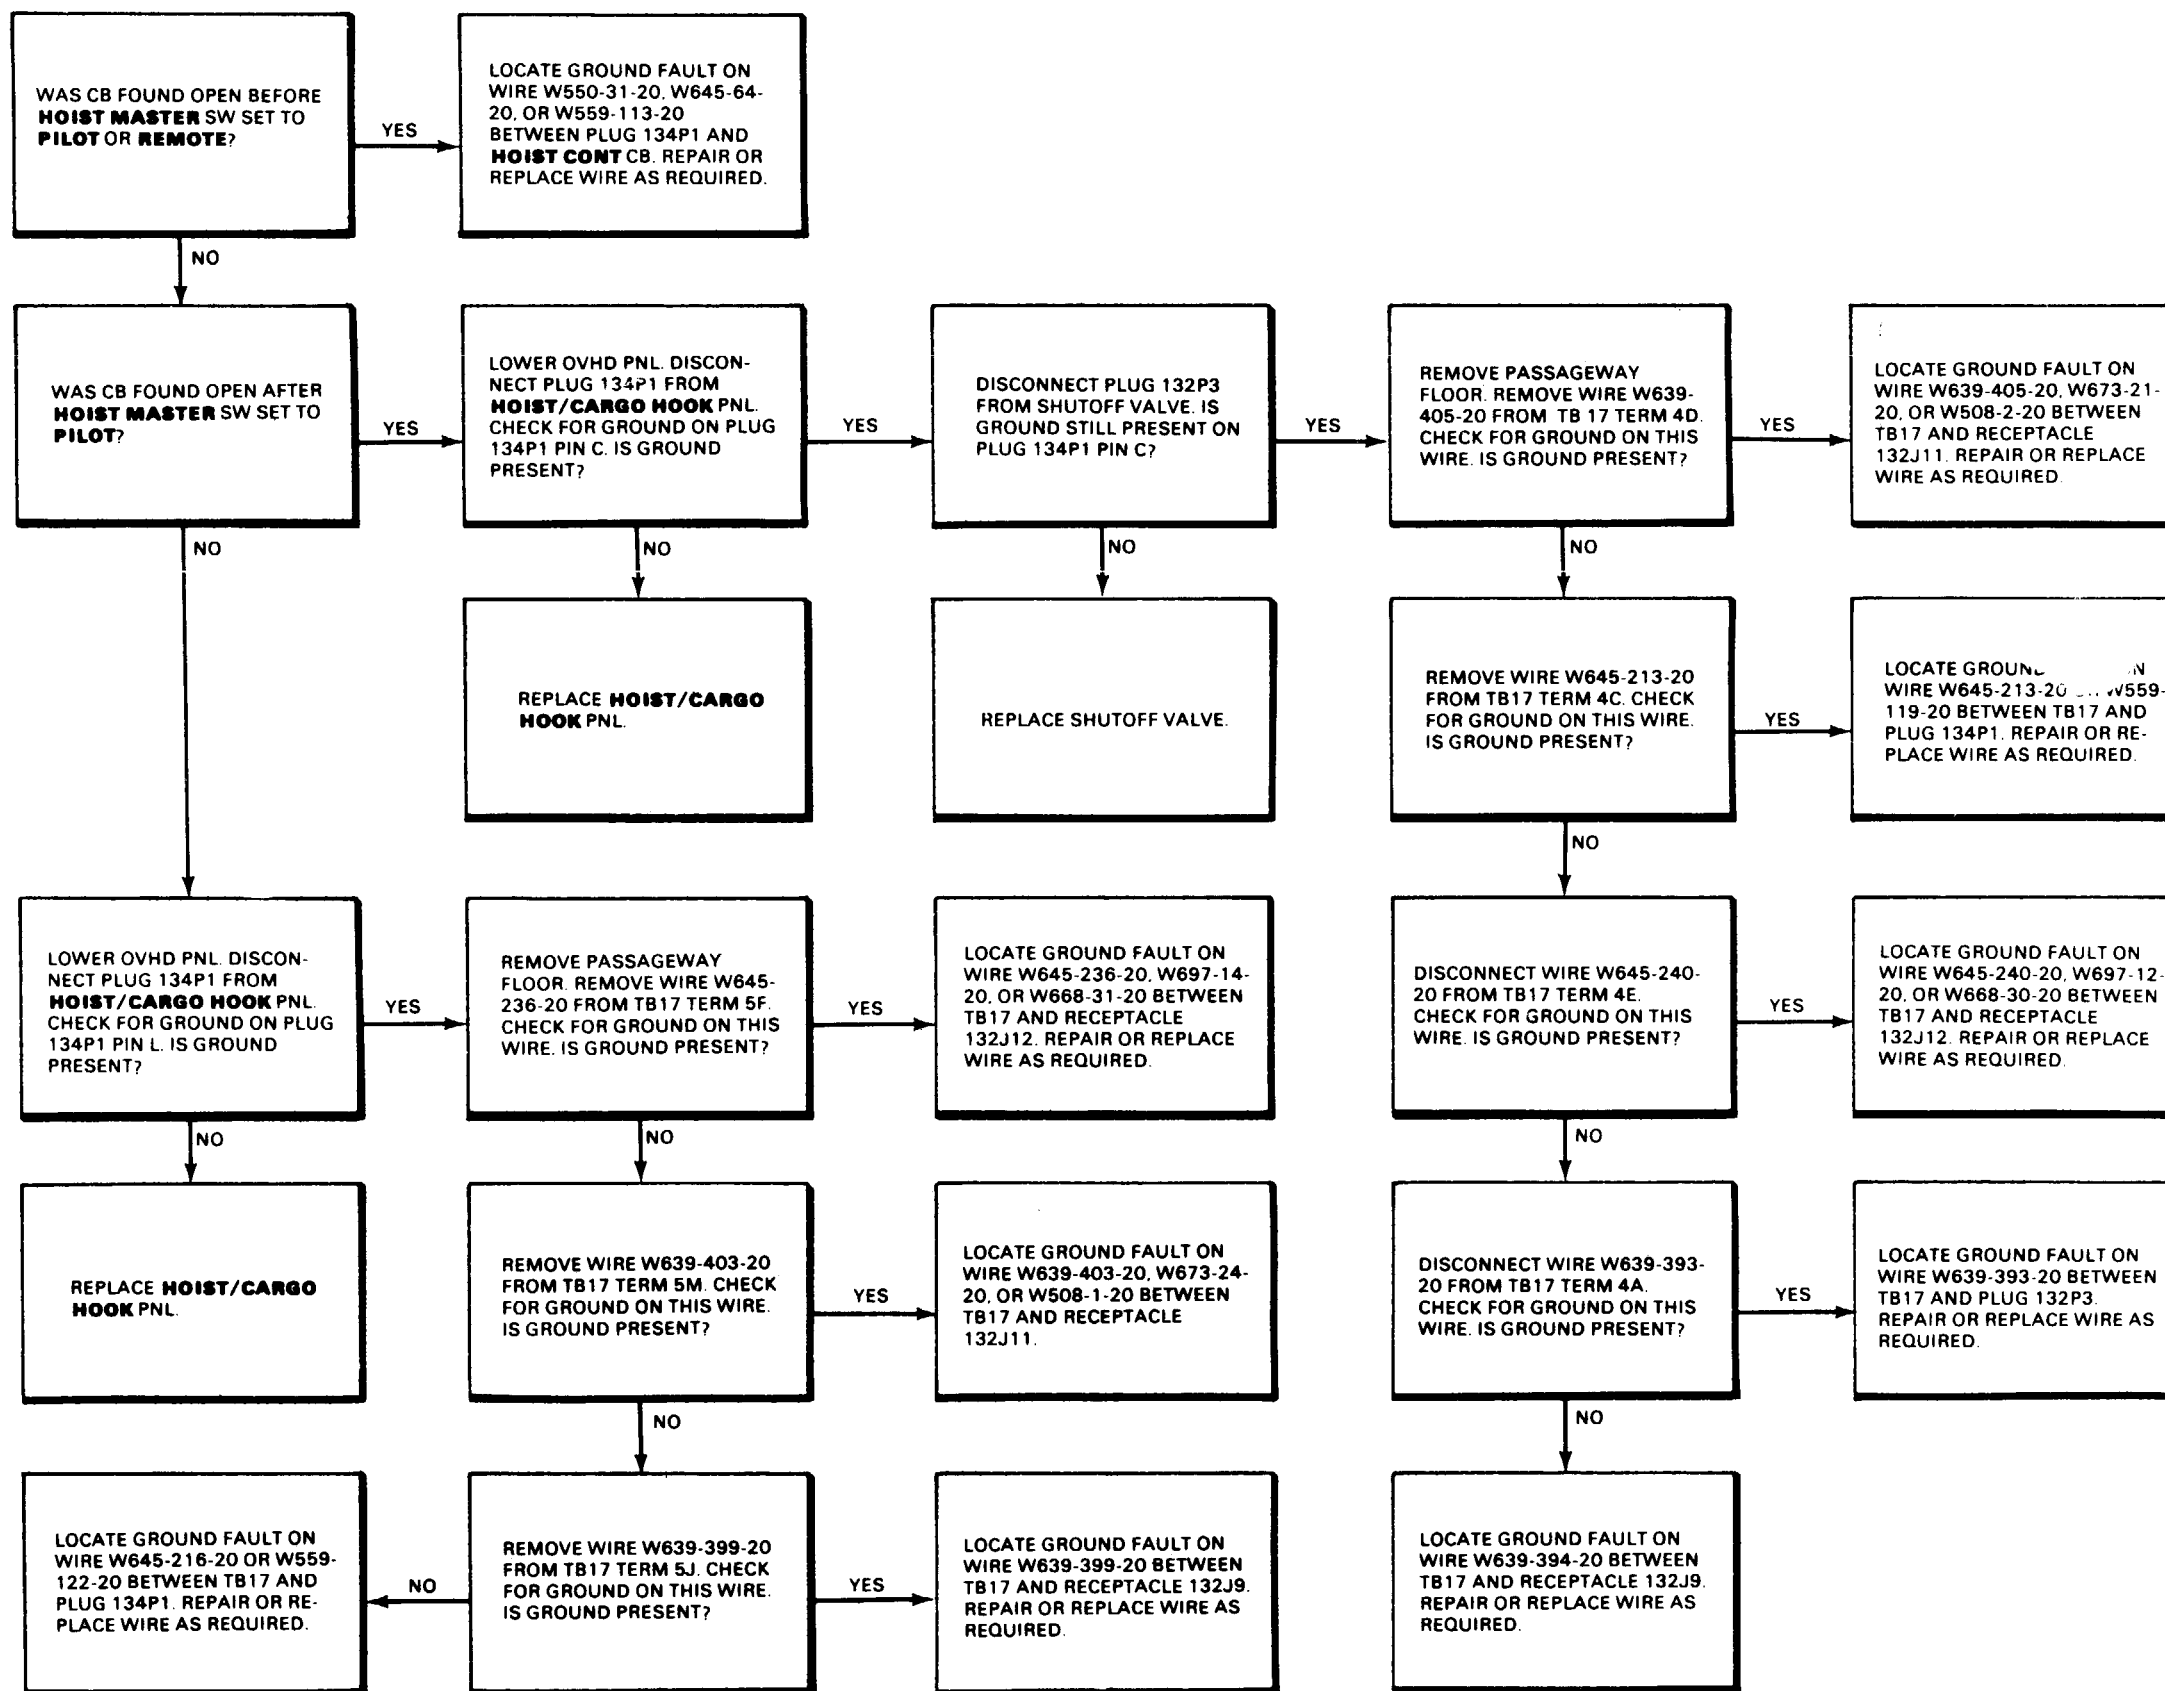 WAS CB FOUND OPEN BEFORE
HOIST MASTER SW SET TO
PILOT OR REMOTE?
YES
LOCATE GROUND FAULT ON
WIRE W550-31-20, W645-64-
20, OR W559-113-20
BETWEEN PLUG 134P1 AND
HOIST CONT CB. REPAIR OR
REPLACE WIRE AS REQUIRED.
NO
WAS CB FOUND OPEN AFTER
HOIST MASTER SW SET TO
PILOT?
YES
LOWER OVHD PNL. DISCON-
NECT PLUG 134P1 FROM
HOIST/CARGO HOOK PNL.
CHECK FOR GROUND ON PLUG
134P1 PIN C. IS GROUND
PRESENT?
YES
DISCONNECT PLUG 132P3
FROM SHUTOFF VALVE. IS
GROUND STILL PRESENT ON
PLUG 134P1 PIN C?
YES
REMOVE PASSAGEWAY
FLOOR. REMOVE WIRE W639-
405-20 FROM TB 17 TERM 4D.
CHECK FOR GROUND ON THIS
WIRE. IS GROUND PRESENT?
YES
LOCATE GROUND FAULT ON
WIRE W639-405-20, W673-21-
20, OR W508-2-20 BETWEEN
TB17 AND RECEPTACLE
132J11. REPAIR OR REPLACE
WIRE AS REQUIRED.
NO
NO
NO
NO
REPLACE HOIST/CARGO
HOOK PNL.
REPLACE SHUTOFF VALVE.
REMOVE WIRE W645-213-20
FROM TB17 TERM 4C. CHECK
FOR GROUND ON THIS WIRE.
IS GROUND PRESENT?
YES
LOCATE
WIRE W645-213-20 W559-
119-20 BETWEEN TB17 AND
PLUG 134P1. REPAIR OR RE-
PLACE WIRE AS REQUIRED.
NO
LOWER OVHD PNL. DISCON-
NECT PLUG 134P1 FROM
HOIST/CARGO HOOK PNL.
CHECK FOR GROUND ON PLUG
134P1 PIN L. IS GROUND
PRESENT?
YES
REMOVE PASSAGEWAY
FLOOR. REMOVE WIRE W645-
236-20 FROM TB17 TERM 5F.
CHECK FOR GROUND ON THIS
WIRE. IS GROUND PRESENT?
YES
LOCATE GROUND FAULT ON
WIRE W645-236-20, W697-14-
20, OR W668-31-20 BETWEEN
TB17 AND RECEPTACLE
132J12. REPAIR OR REPLACE
WIRE AS REQUIRED.
DISCONNECT WIRE W645-240-
20 FROM TB17 TERM 4E.
CHECK FOR GROUND ON THIS
WIRE. IS GROUND PRESENT?
YES
LOCATE GROUND FAULT ON
WIRE W645-240-20, W697-12-
20, OR W668-30-20 BETWEEN
TB17 AND RECEPTACLE
132J12. REPAIR OR REPLACE
WIRE AS REQUIRED.
NO
NO
NO
REPLACE HOIST/CARGO
HOOK PNL.
REMOVE WIRE W639-403-20
FROM TB17 TERM 5M. CHECK
FOR GROUND ON THIS WIRE.
IS GROUND PRESENT?
YES
LOCATE GROUND FAULT ON
WIRE W639-403-20, W673-24-
20, OR W508-1-20 BETWEEN
TB17 AND RECEPTACLE
132J11.
DISCONNECT WIRE W639-393-
20 FROM TB17 TERM 4A.
CHECK FOR GROUND ON THIS
WIRE. IS GROUND PRESENT?
YES
LOCATE GROUND FAULT ON
WIRE W639-393-20 BETWEEN
TB17 AND PLUG 132P3.
REPAIR OR REPLACE WIRE AS
REQUIRED.
NO
NO
LOCATE GROUND FAULT ON
WIRE W645-216-20 OR W559-
122-20 BETWEEN TB17 AND
PLUG 134P1. REPAIR OR RE-
PLACE WIRE AS REQUIRED.
NO
REMOVE WIRE W639-399-20
FROM TB17 TERM 5J. CHECK
FOR GROUND ON THIS WIRE.
IS GROUND PRESENT?
YES
LOCATE GROUND FAULT ON
WIRE W639-399-20 BETWEEN
TB17 AND RECEPTACLE 132J9.
REPAIR OR REPLACE WIRE AS
REQUIRED.
LOCATE GROUND FAULT ON
WIRE W639-394-20 BETWEEN
TB17 AND RECEPTACLE 132J9.
REPAIR OR REPLACE WIRE AS
REQUIRED.